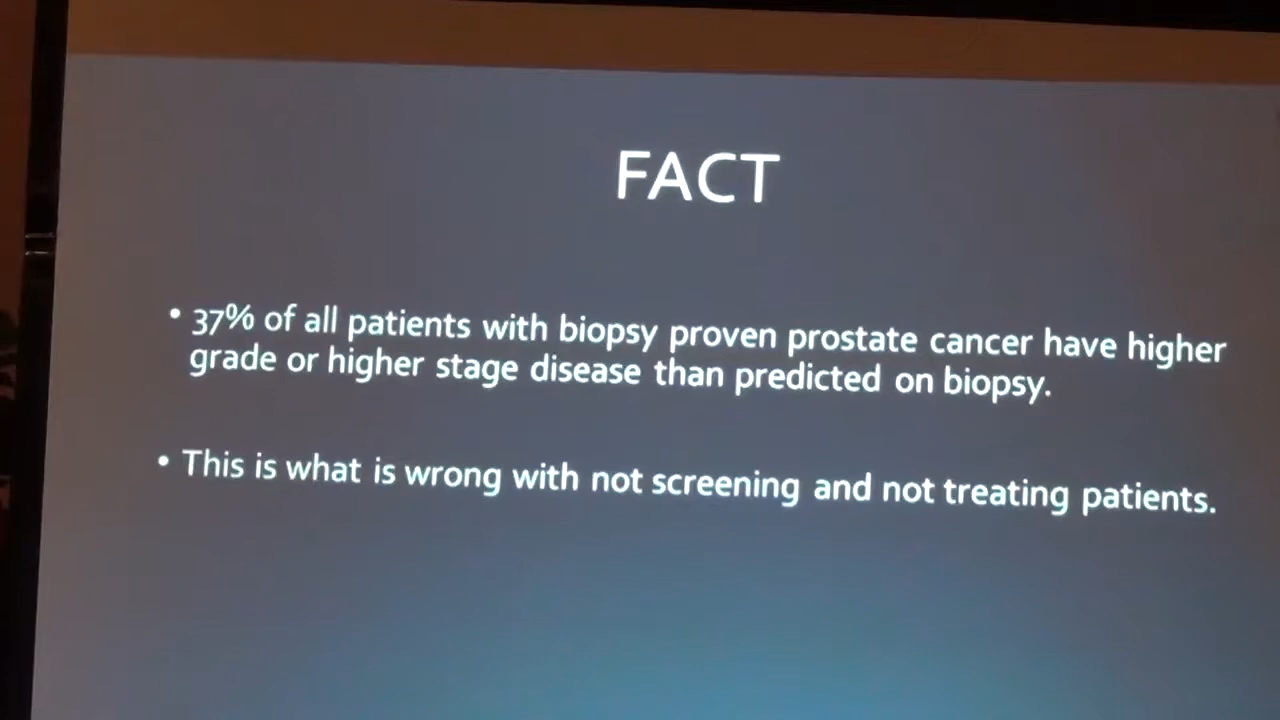 FACT
• 37% of all patients with biopsy proven prostate cancer have higher
grade or higher stage disease than predicted on biopsy.
• This is what is wrong with not screening and not treating patients.